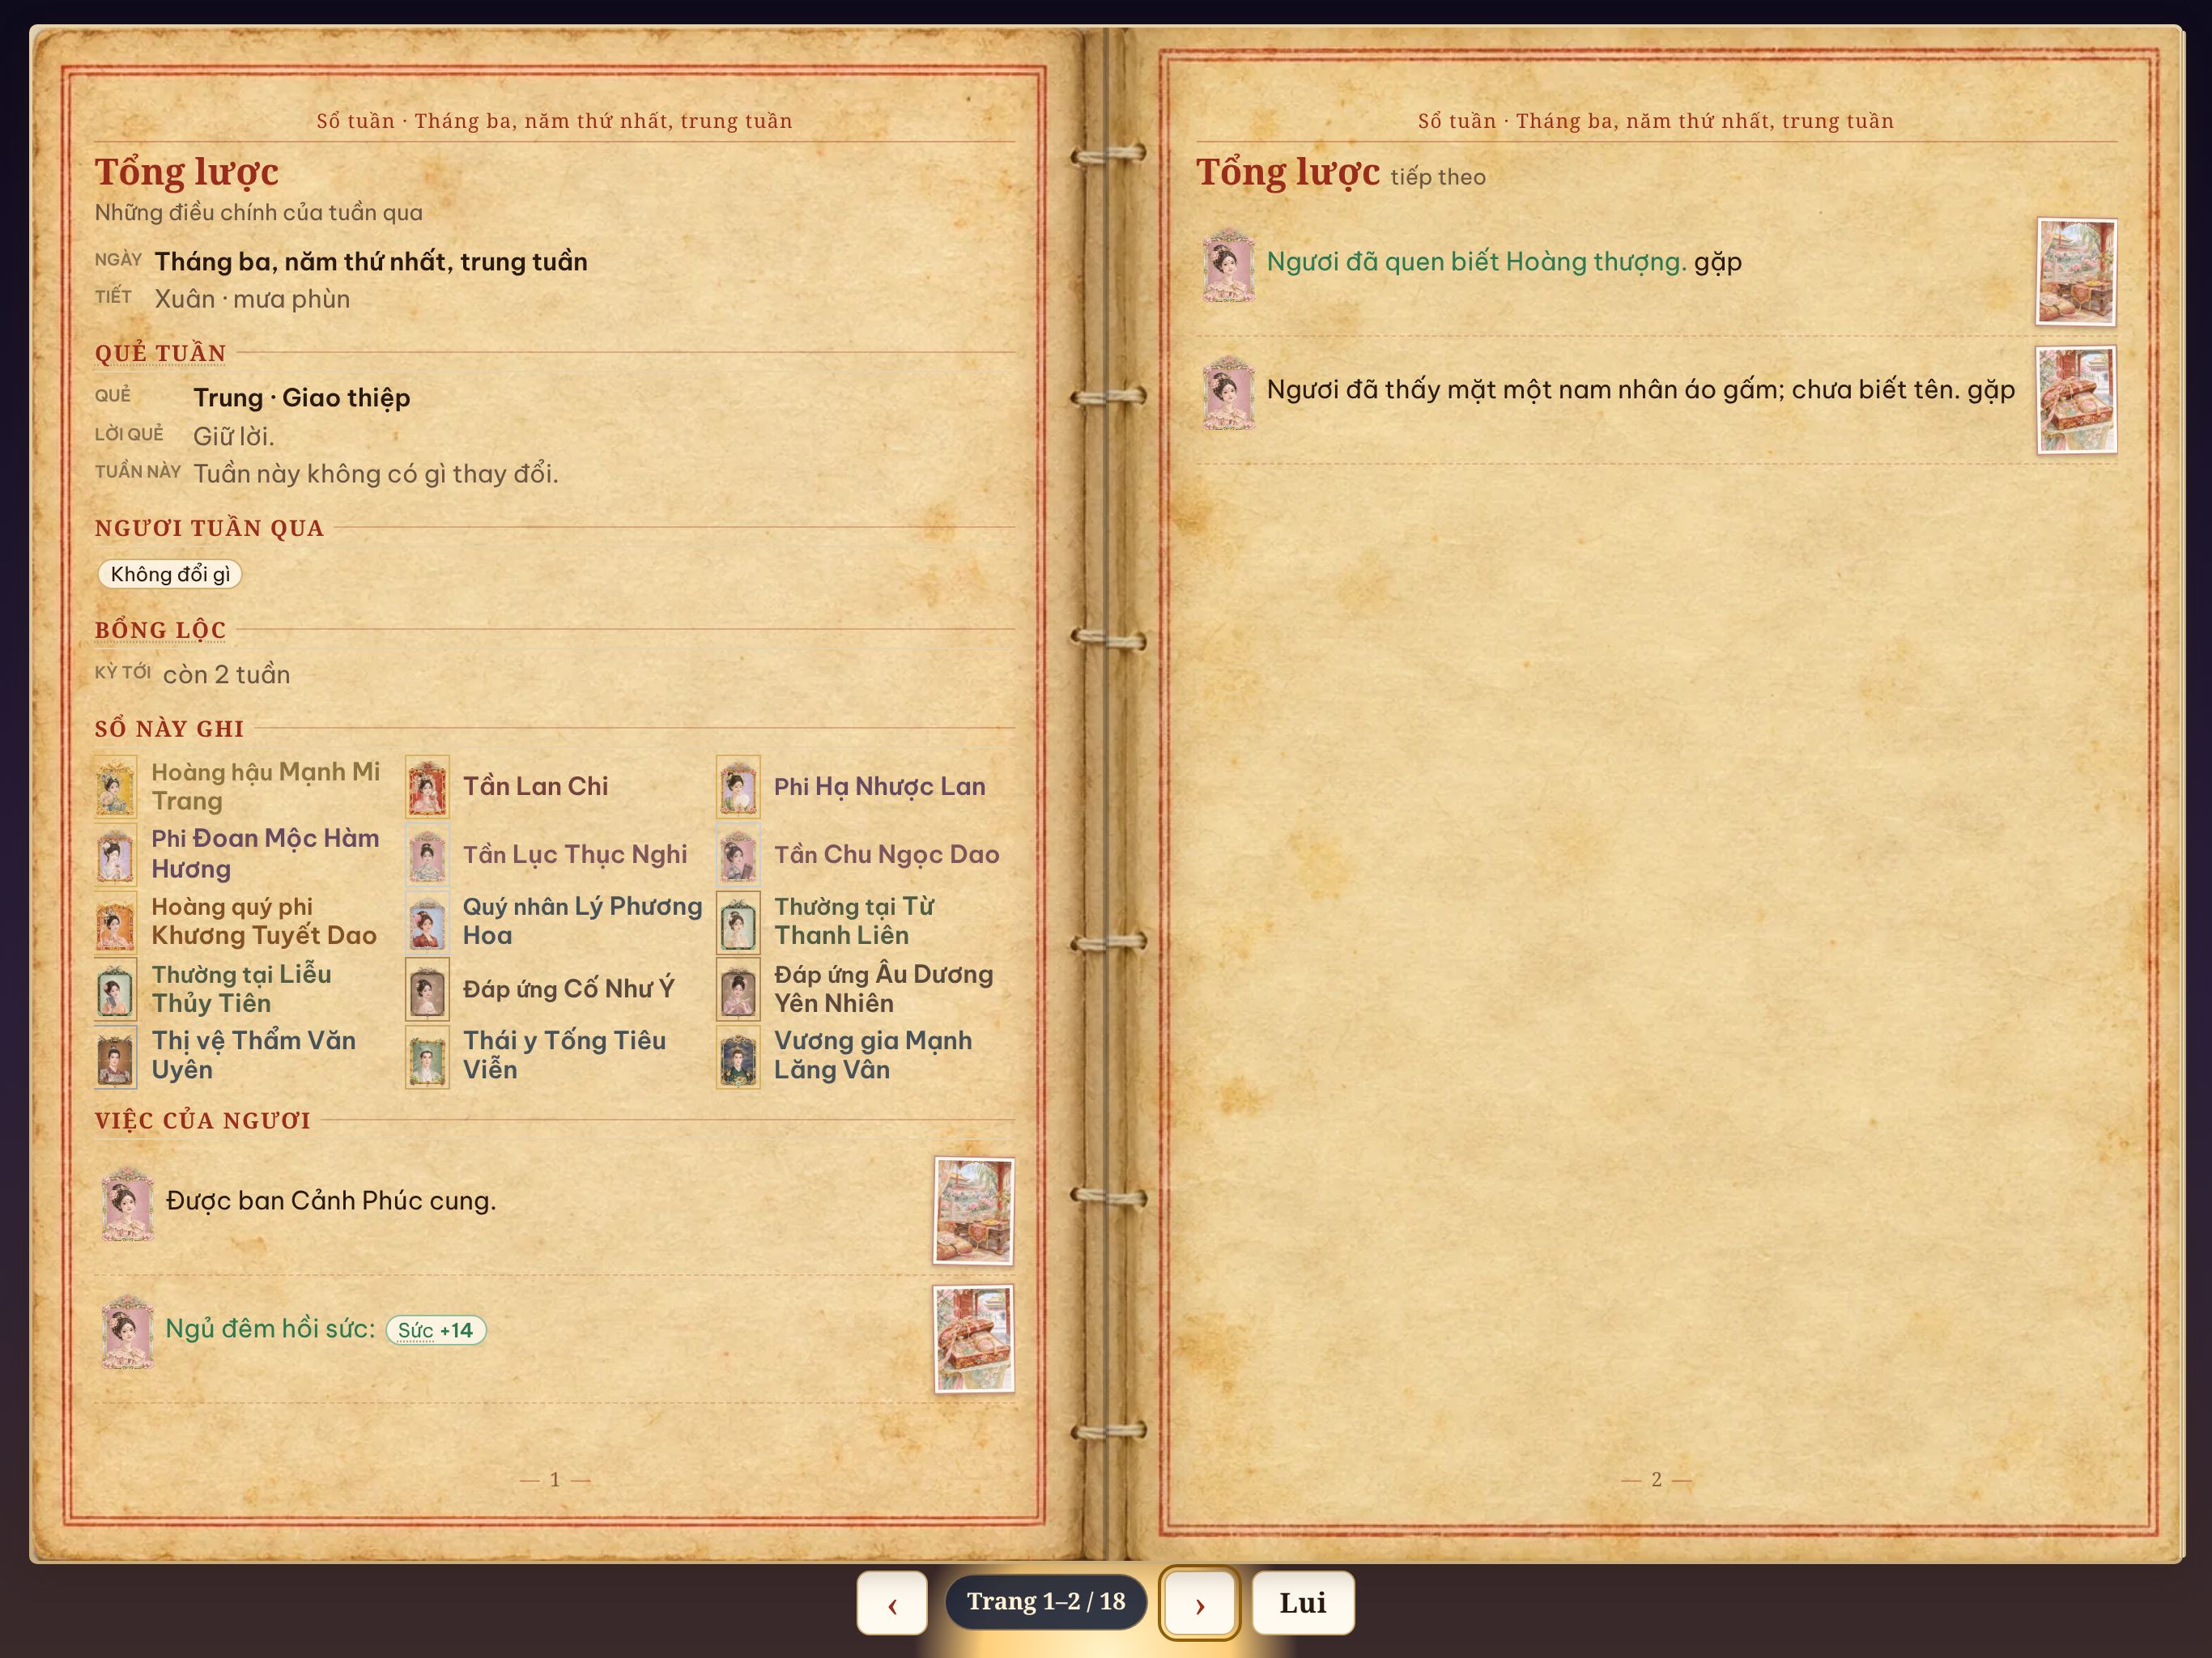 Sổ tuần · Tháng ba, năm thứ nhất, trung tuần
Tổng lược
Những điều chính của tuần qua
NGÀY Tháng ba, năm thứ nhất, trung tuần
TIẾT Xuân · mưa phùn
QUẺ TUẦN
QUẺ Trung · Giao thiệp
LỜI QUẺ Giữ lời.
TUẦN NÀY Tuần này không có gì thay đổi.
NGƯƠI TUẦN QUA
Không đổi gì
BỔNG LỘC
KỲ TỚI còn 2 tuần
SỔ NÀY GHI
Hoàng hậu Mạnh Mi
Trang
Tần Lan Chi
Phi Hạ Nhược Lan
Phi Đoan Mộc Hàm
Hương
Tần Lục Thục Nghi
Tần Chu Ngọc Dao
Hoàng quý phi
Khương Tuyết Dao
Quý nhân Lý Phương
Hoa
Thường tại Từ
Thanh Liên
Thường tại Liễu
Thủy Tiên
Đáp ứng Cố Như Ý
Đáp ứng Âu Dương
Yên Nhiên
Thị vệ Thẩm Văn
Uyên
Thái y Tống Tiêu
Viễn
Vương gia Mạnh
Lăng Vân
VIỆC CỦA NGƯƠI
Được ban Cảnh Phúc cung.
Ngủ đêm hồi sức: Sức +14
— 1 —
Sổ tuần · Tháng ba, năm thứ nhất, trung tuần
Tổng lược tiếp theo
Ngươi đã quen biết Hoàng thượng. gặp
Ngươi đã thấy mặt một nam nhân áo gấm; chưa biết tên. gặp
— 2 —
‹ Trang 1–2 / 18 › Lui